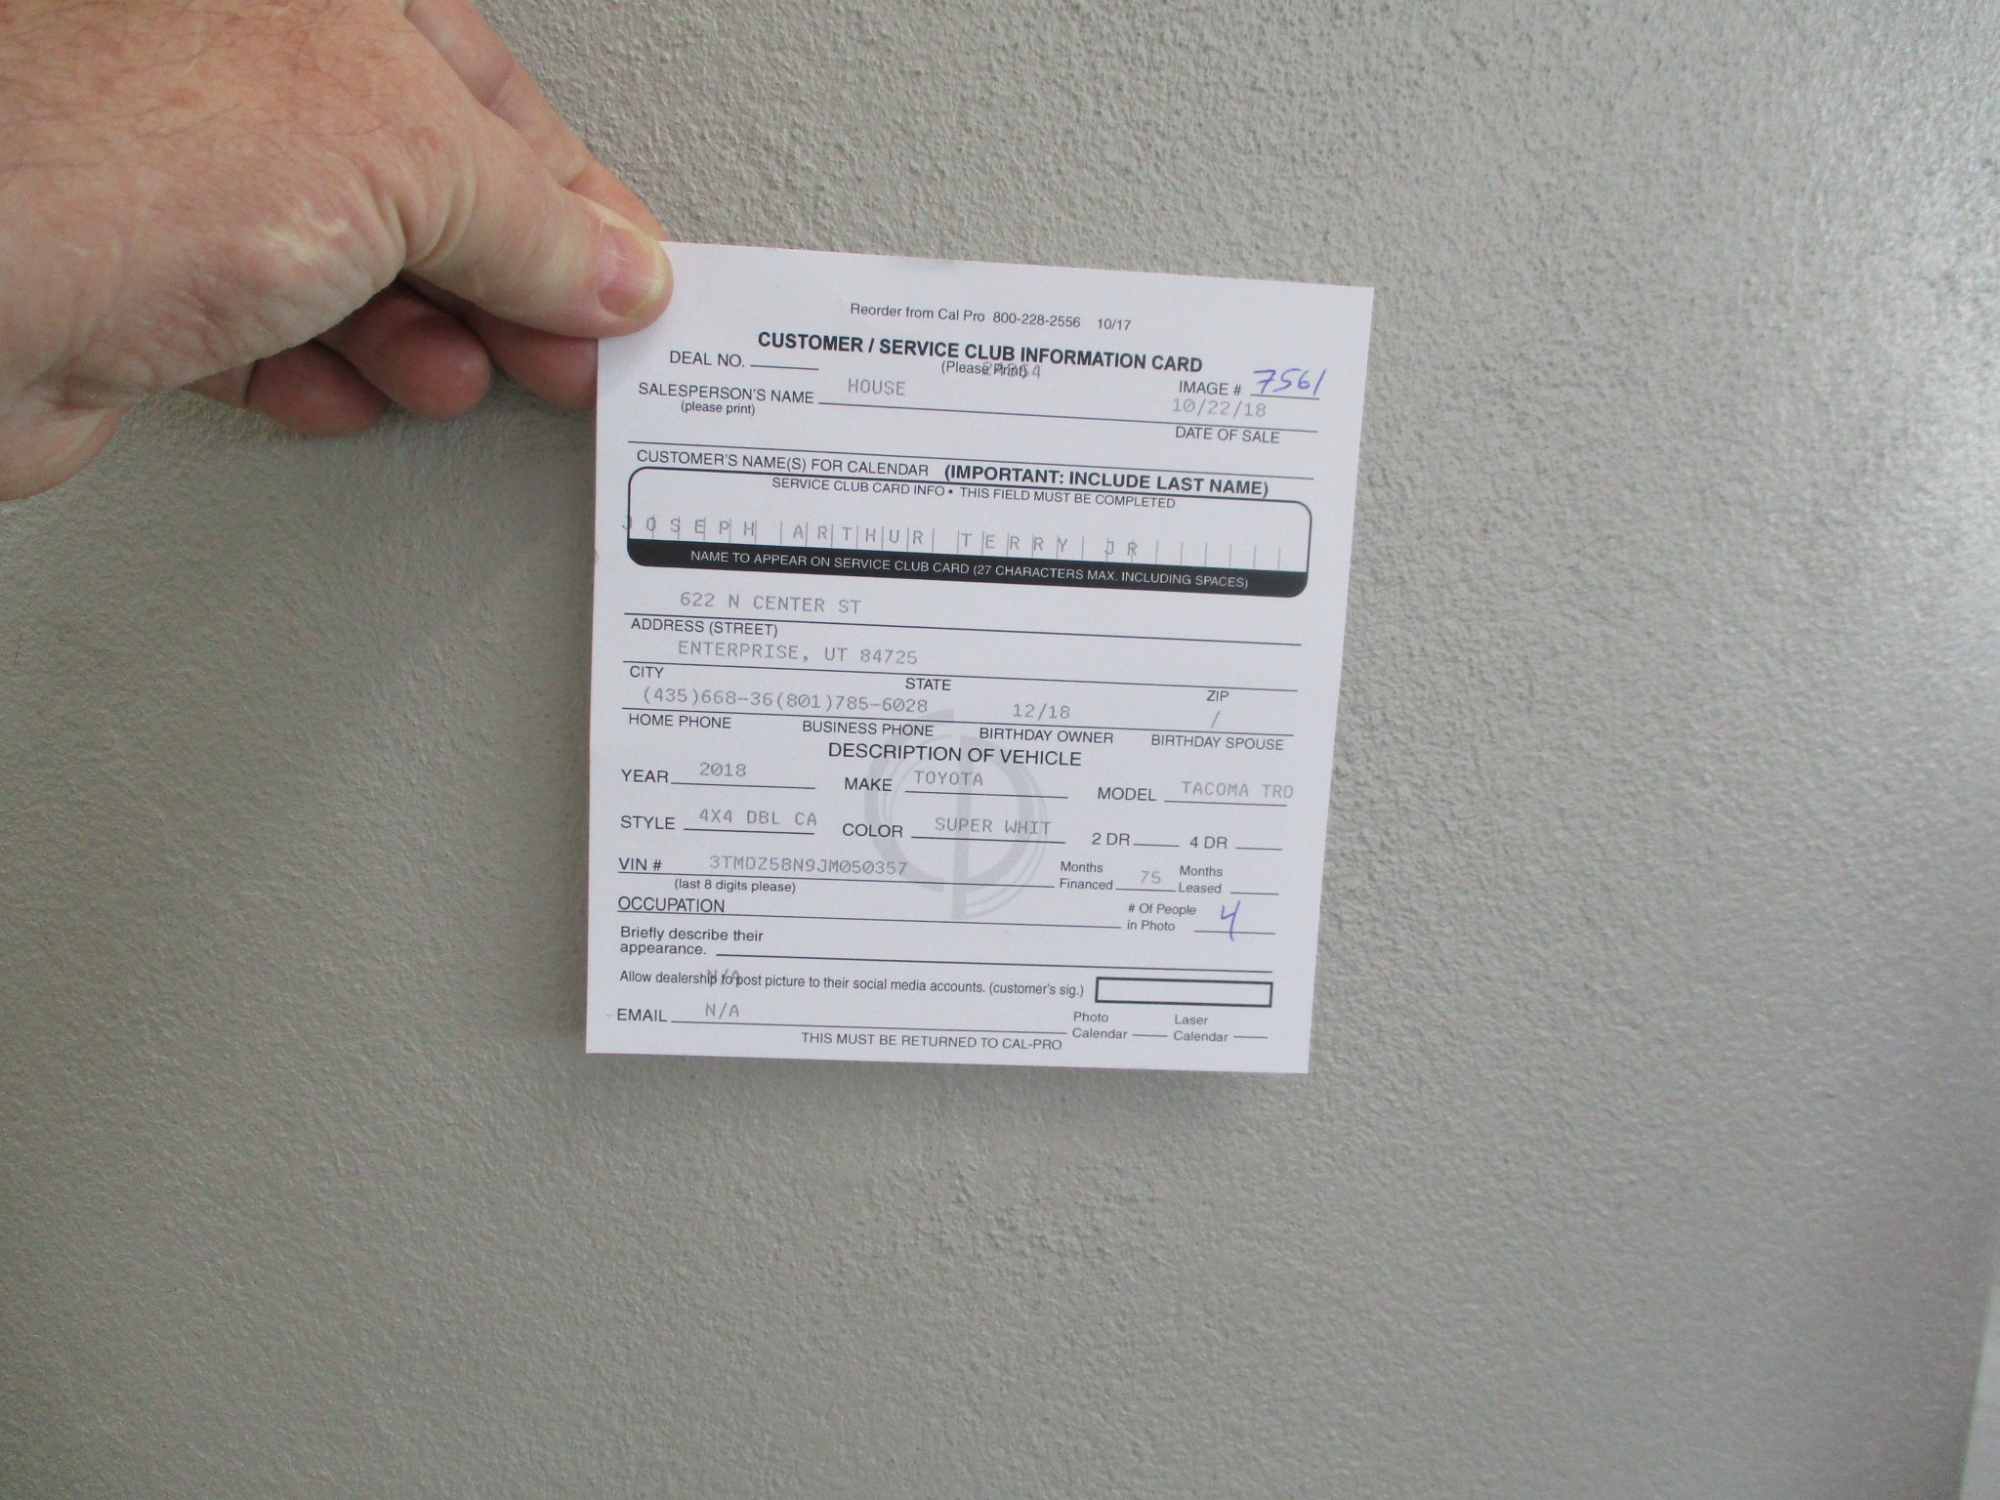 Reorder from Cal Pro 800-228-2556 10/17
CUSTOMER / SERVICE CLUB INFORMATION CARD
DEAL NO. (Please Print)
SALESPERSON'S NAME HOUSE IMAGE # 7561
(please print) 10/22/18
DATE OF SALE
CUSTOMER'S NAME(S) FOR CALENDAR (IMPORTANT: INCLUDE LAST NAME)
SERVICE CLUB CARD INFO • THIS FIELD MUST BE COMPLETED
JOSEPH ARTHUR TERRY JR
NAME TO APPEAR ON SERVICE CLUB CARD (27 CHARACTERS MAX. INCLUDING SPACES)
622 N CENTER ST
ADDRESS (STREET)
ENTERPRISE, UT 84725
CITY STATE ZIP
(435)668-36(801)785-6028 12/18 /
HOME PHONE BUSINESS PHONE BIRTHDAY OWNER BIRTHDAY SPOUSE
DESCRIPTION OF VEHICLE
YEAR 2018 MAKE TOYOTA MODEL TACOMA TRD
STYLE 4X4 DBL CA COLOR SUPER WHIT 2 DR 4 DR
VIN # 3TMDZ5BN9JM050357 Months Financed 75 Months Leased
(last 8 digits please)
OCCUPATION # Of People in Photo 4
Briefly describe their
appearance.
N/A
Allow dealership to post picture to their social media accounts. (customer's sig.)
EMAIL N/A Photo Calendar Laser Calendar
THIS MUST BE RETURNED TO CAL-PRO